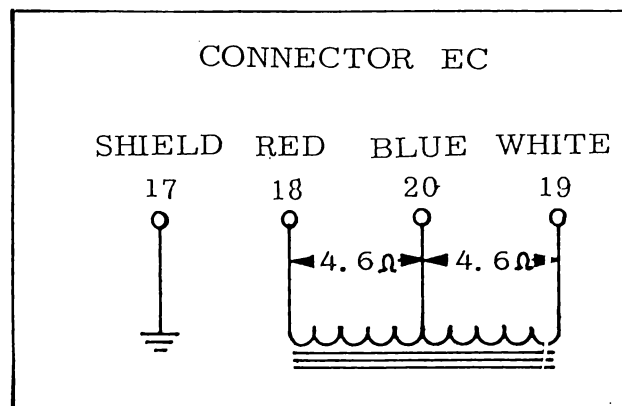 CONNECTOR EC
SHIELD RED BLUE WHITE
17 18 20 19
4.6Ω 4.6Ω